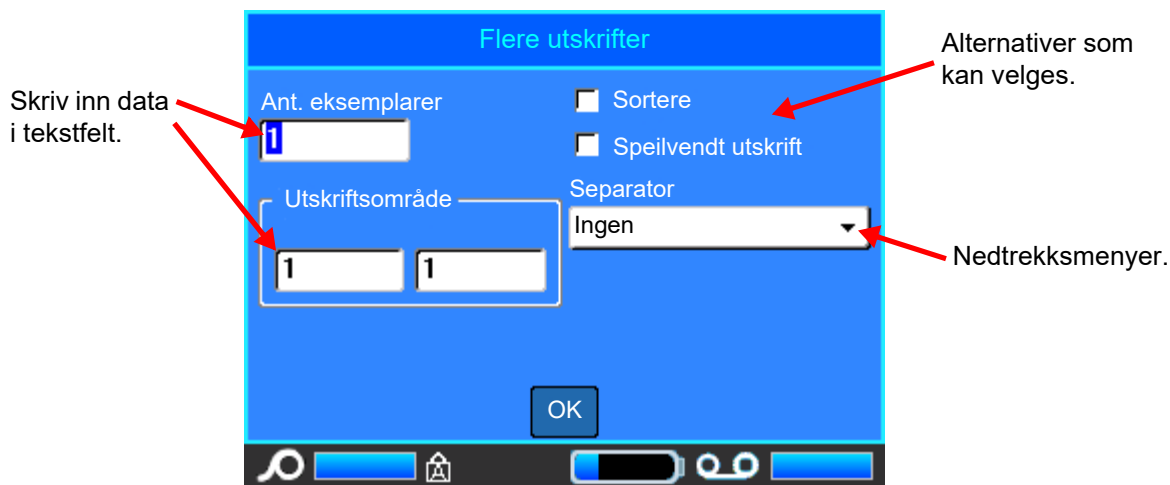 Flere utskrifter
Alternativer som
kan velges.
Skriv inn data
i tekstfelt.
Ant. eksemplarer
1
Sortere
Speilvendt utskrift
Utskriftsområde
1 1
Separator
Ingen
Nedtrekksmenyer.
OK
A